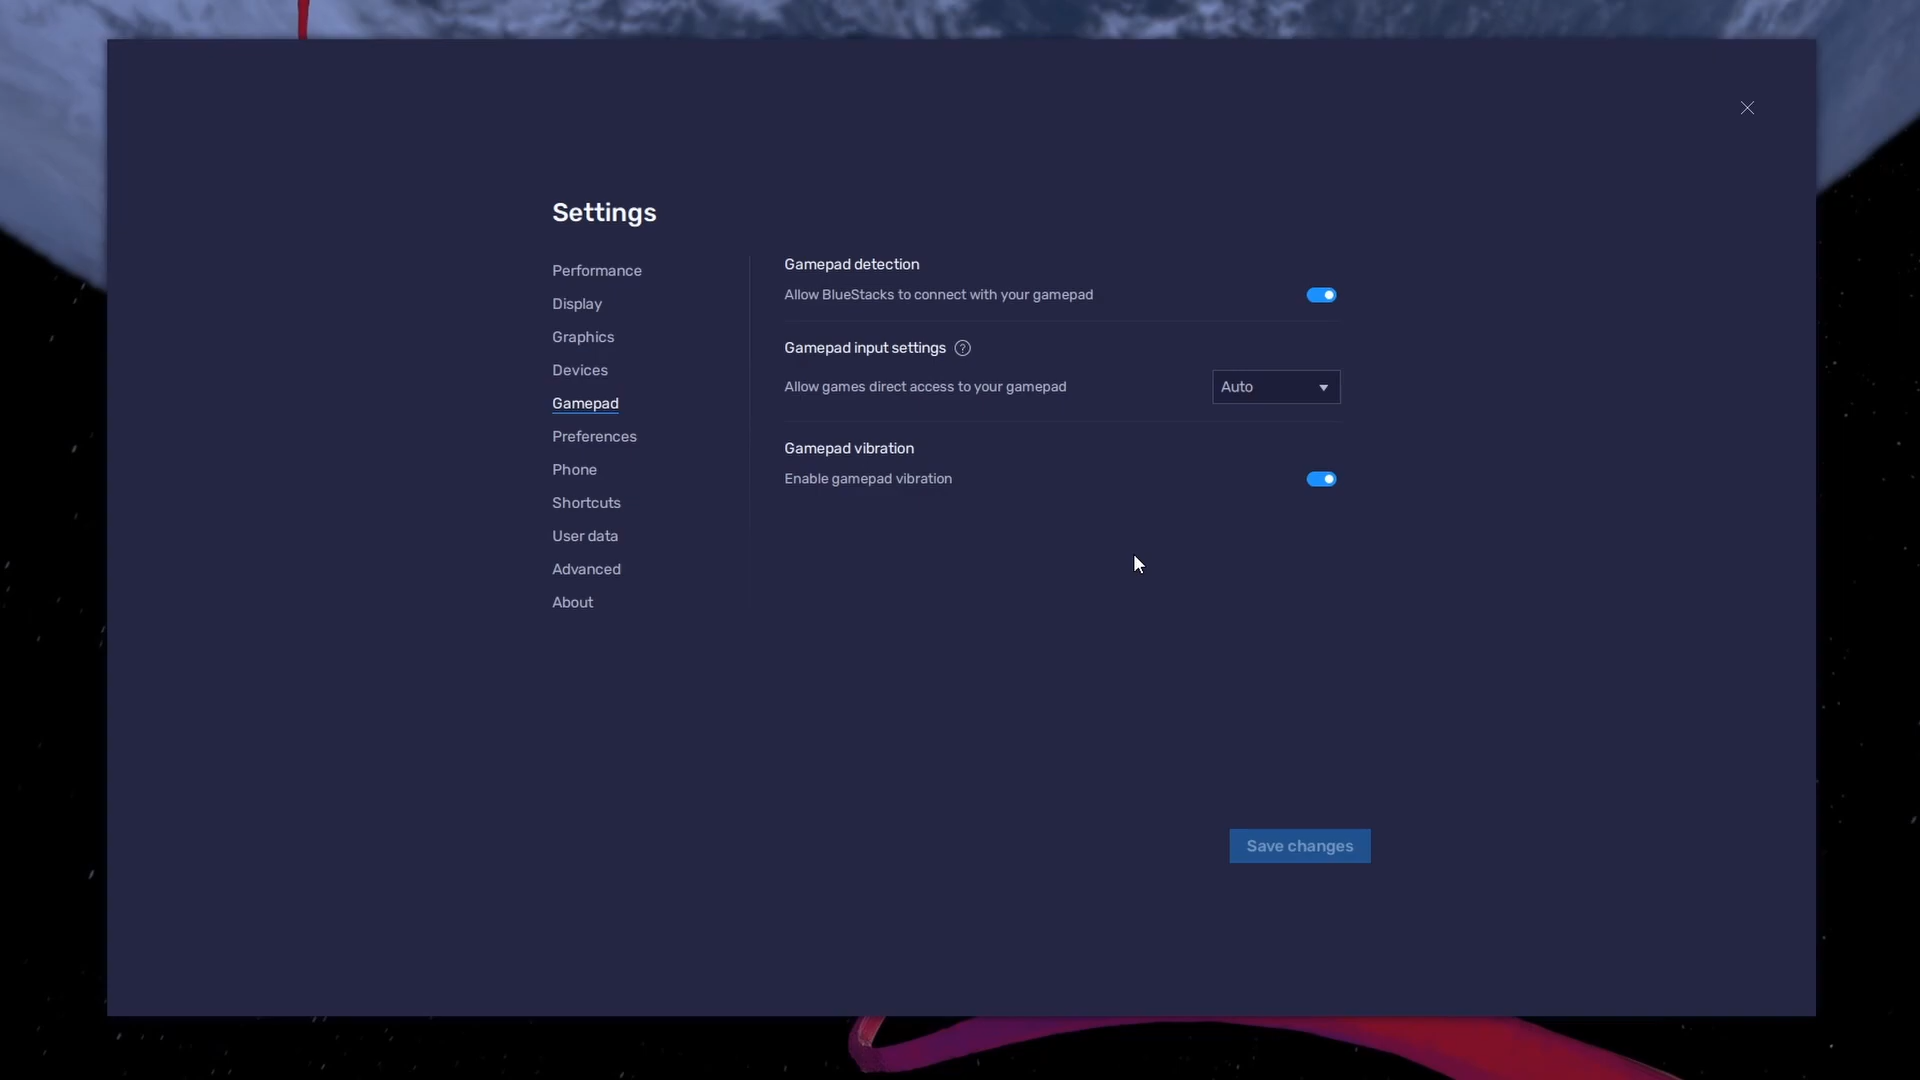 Settings
Performance
Display
Graphics
Devices
Gamepad
Preferences
Phone
Shortcuts
User data
Advanced
About
Gamepad detection
Allow BlueStacks to connect with your gamepad
Gamepad input settings ?
Allow games direct access to your gamepad
Auto
Gamepad vibration
Enable gamepad vibration
Save changes